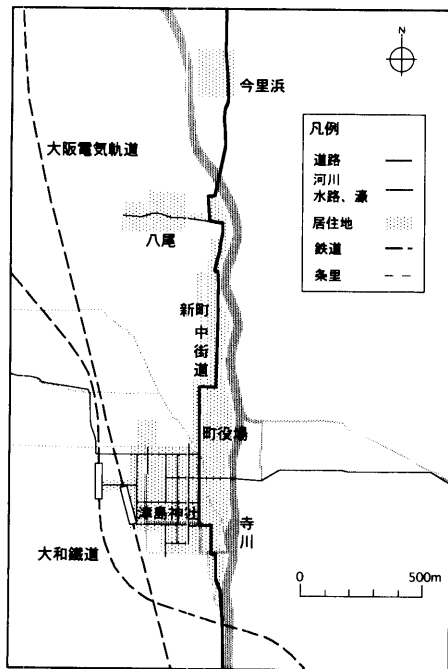 N
今里浜
大阪電気軌道
凡例
道路
河川
水路、濠
居住地
鉄道
条里
八尾
新町
中街道
町役場
津島神社
寺川
大和鐵道
0 500m